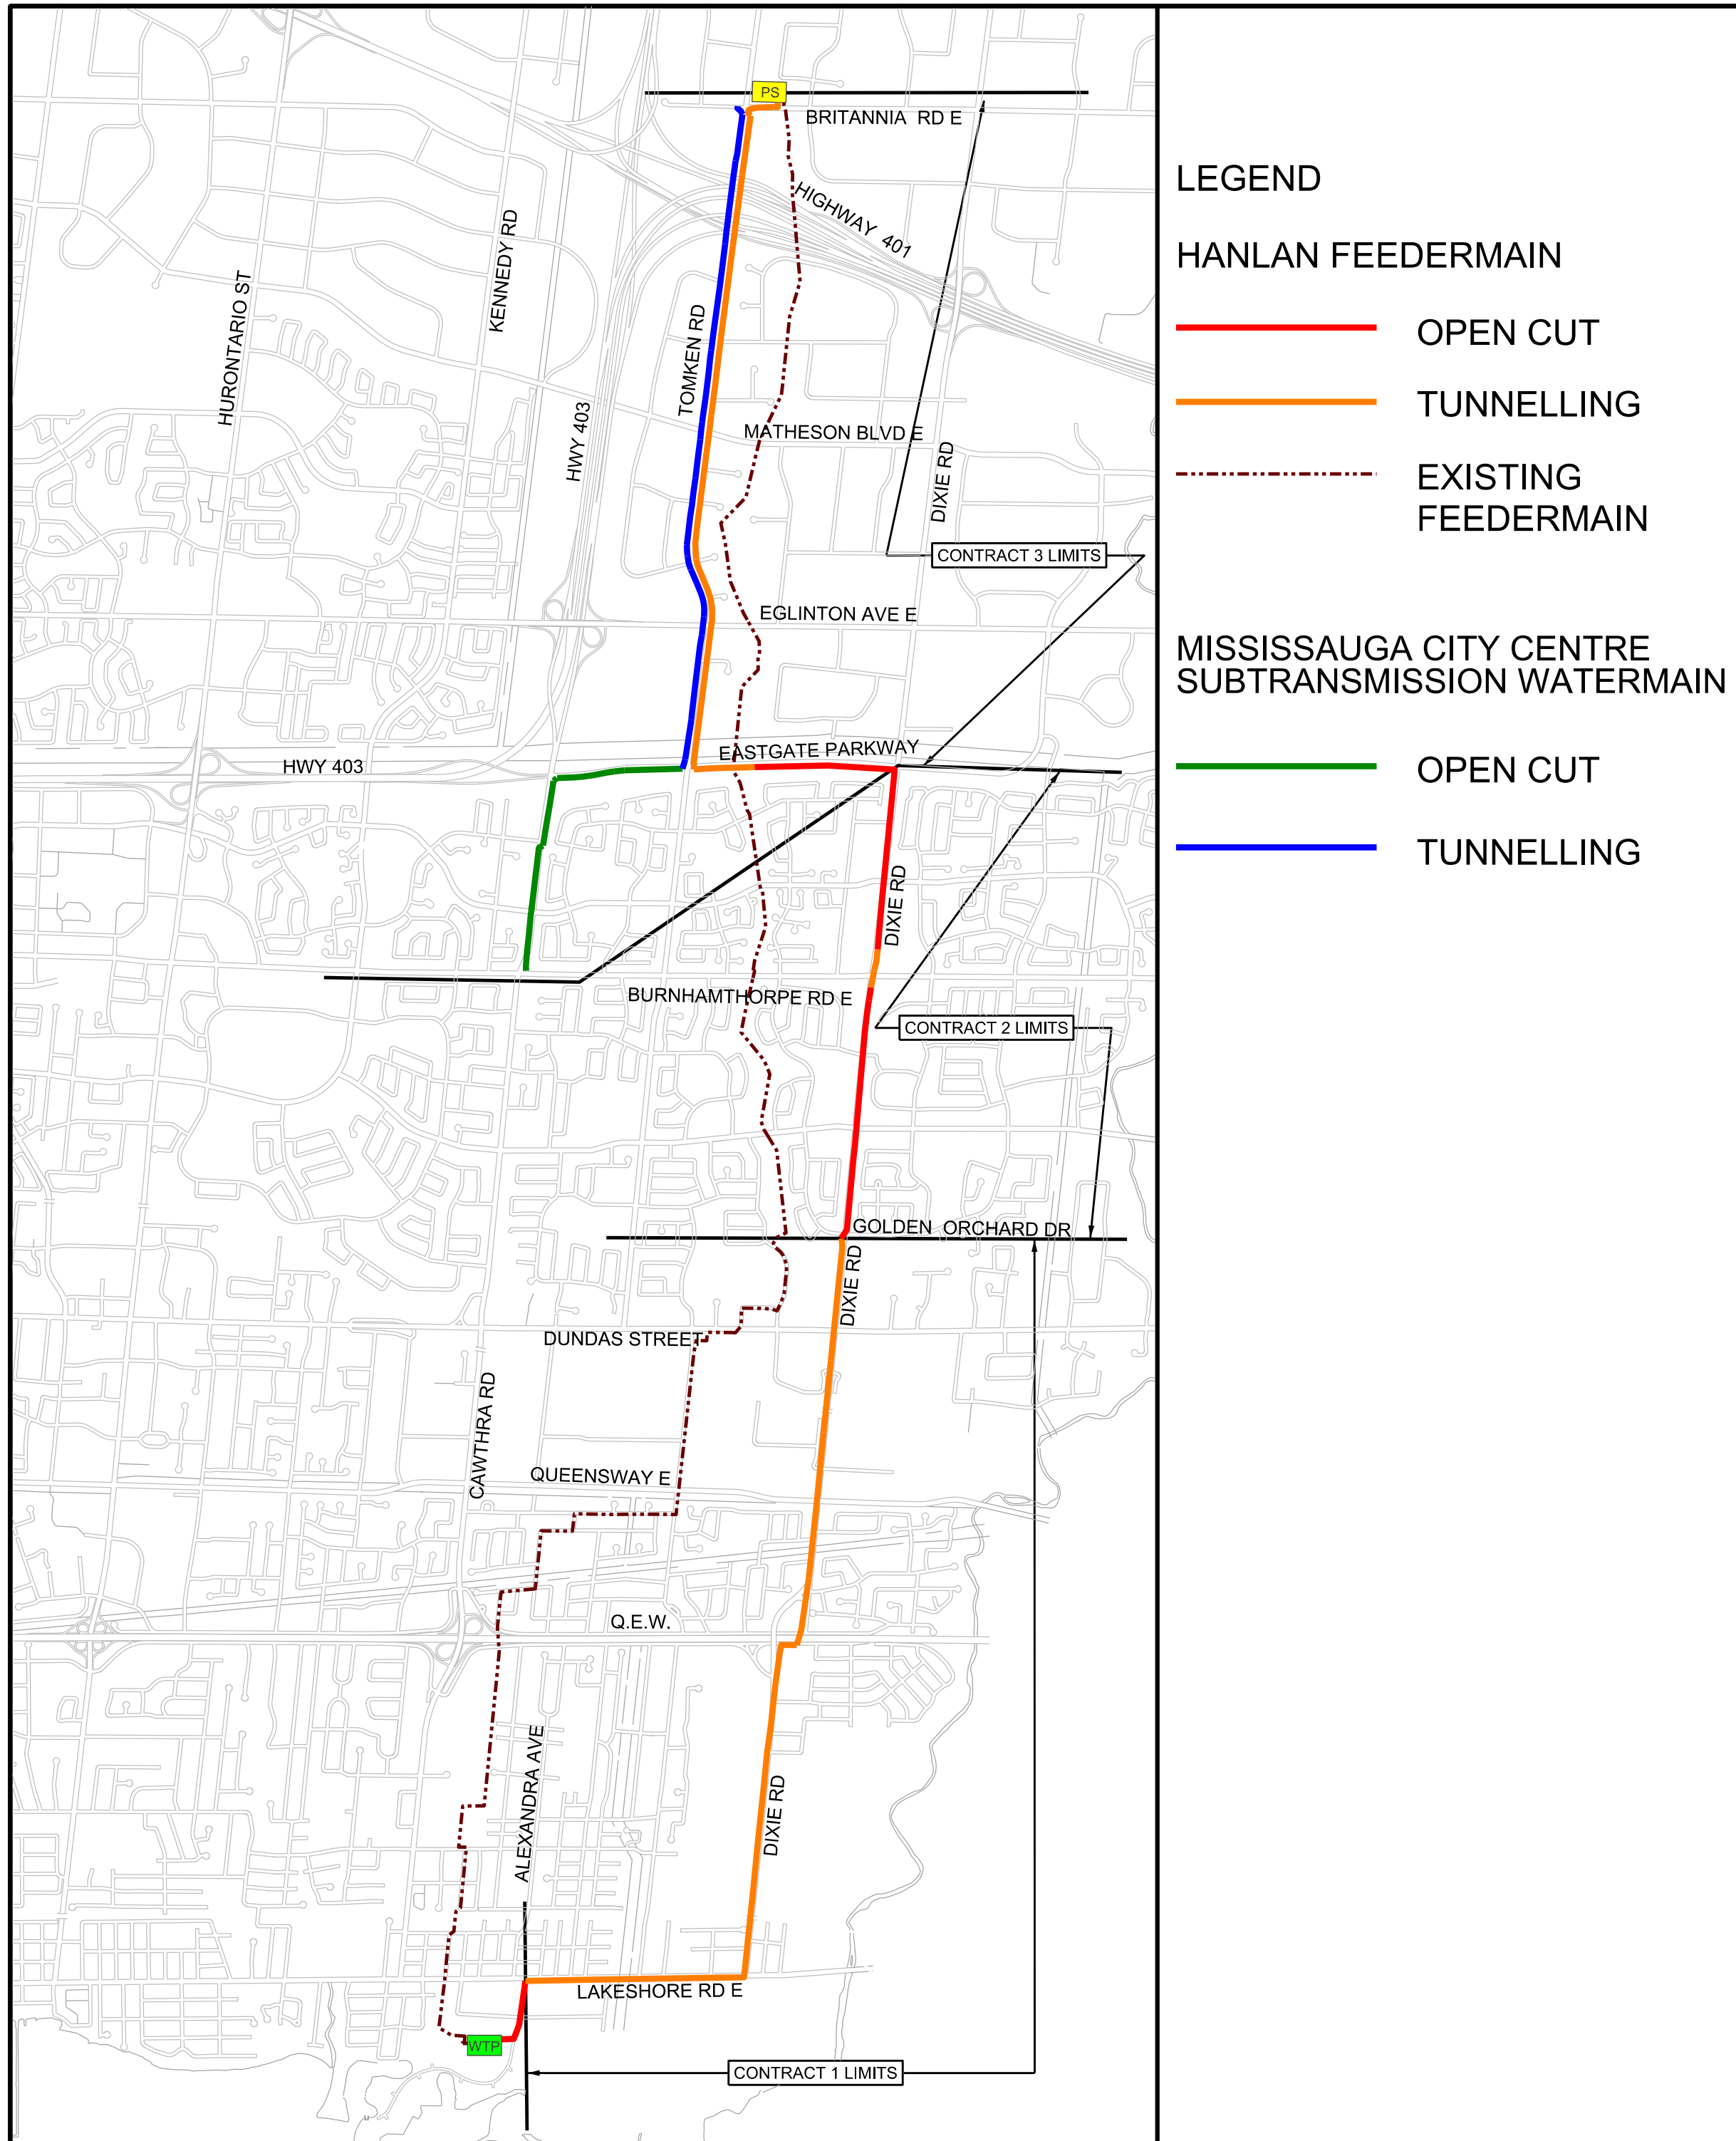 PS
BRITANNIA RD E
HIGHWAY 401
KENNEDY RD
HURONTARIO ST
TOMKEN RD
HWY 403
MATHESON BLVD E
DIXIE RD
CONTRACT 3 LIMITS
EGLINTON AVE E
EASTGATE PARKWAY
HWY 403
DIXIE RD
BURNHAMTHORPE RD E
CONTRACT 2 LIMITS
GOLDEN ORCHARD DR
DIXIE RD
DUNDAS STREET
CAWTHRA RD
QUEENSWAY E
Q.E.W.
ALEXANDRA AVE
DIXIE RD
LAKESHORE RD E
WTP
CONTRACT 1 LIMITS
LEGEND
HANLAN FEEDERMAIN
OPEN CUT
TUNNELLING
EXISTING
FEEDERMAIN
MISSISSAUGA CITY CENTRE
SUBTRANSMISSION WATERMAIN
OPEN CUT
TUNNELLING